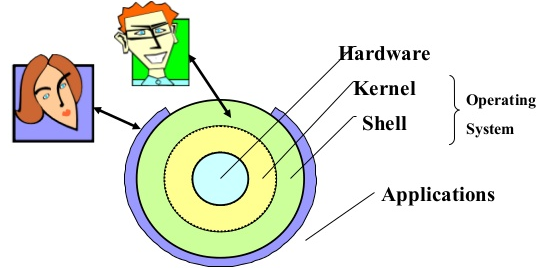 Hardware
Kernel
Operating
Shell
System
Applications